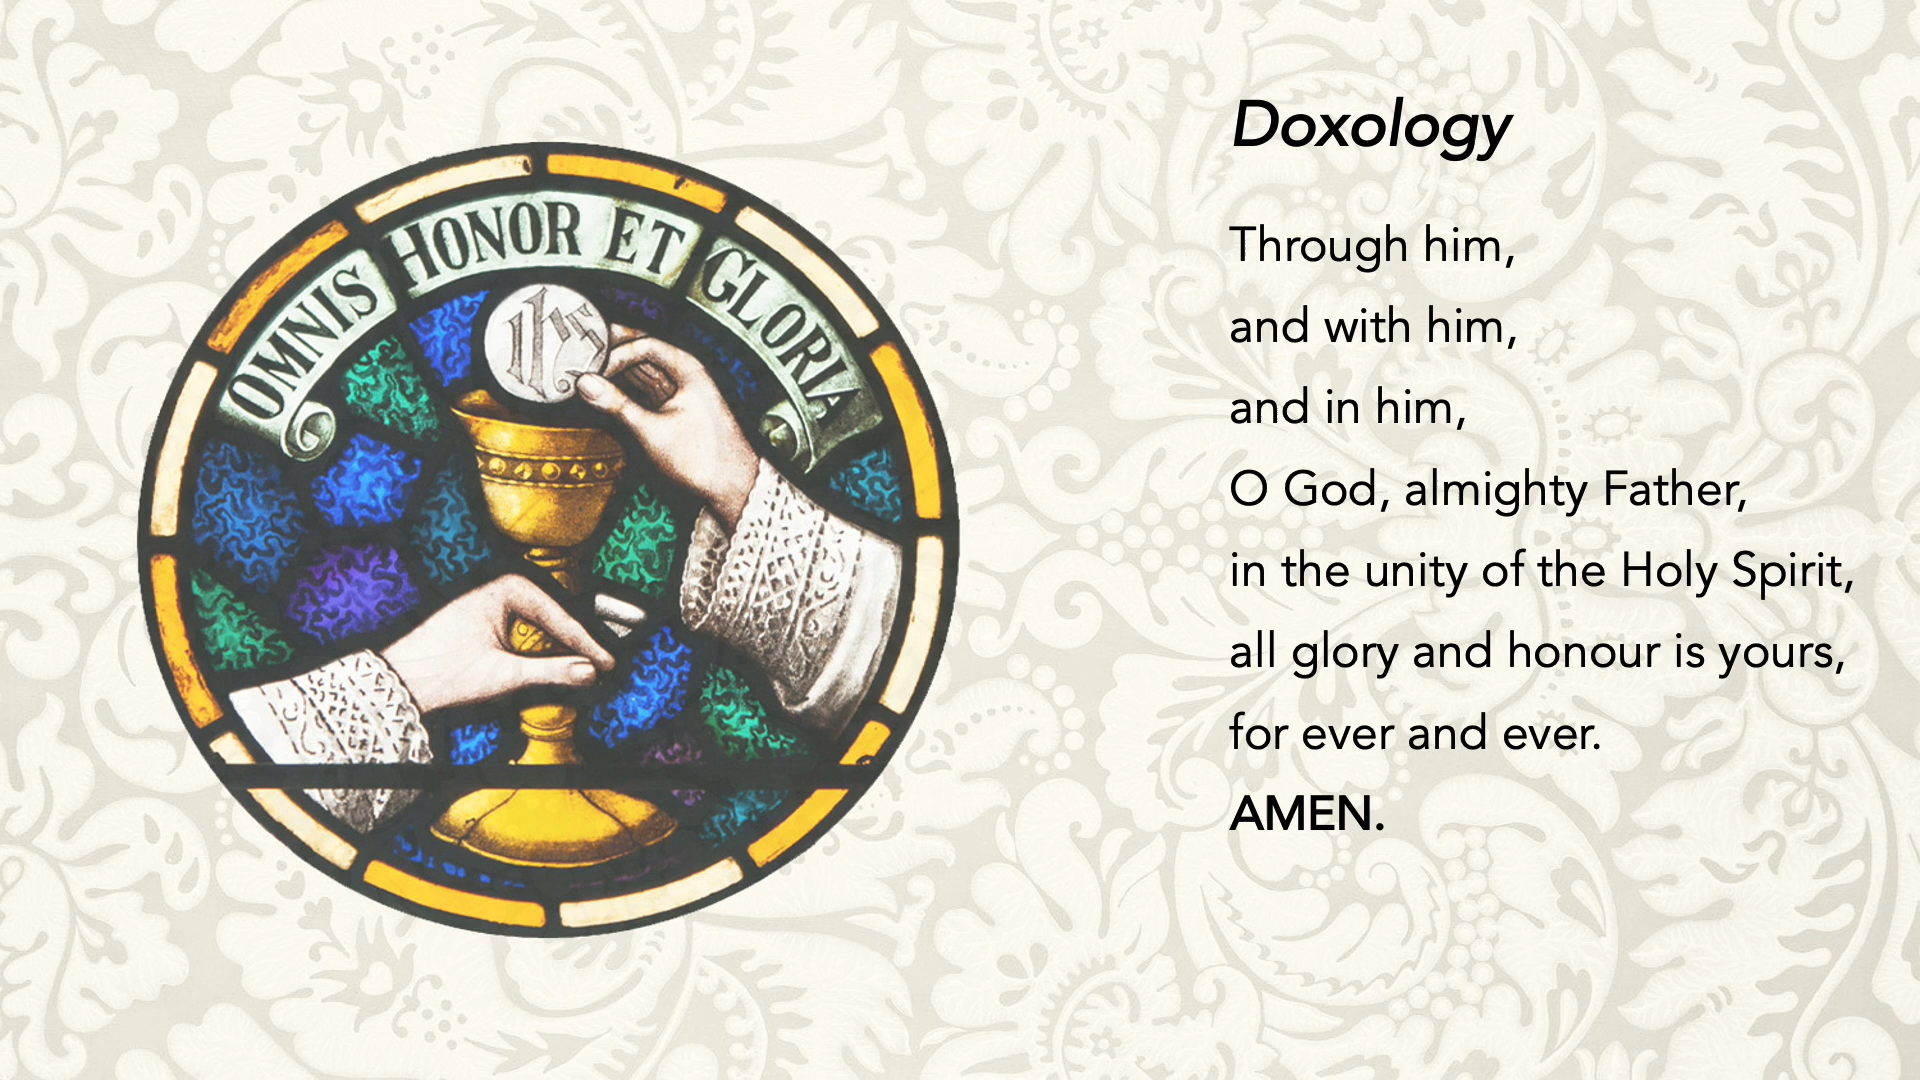 OMNIS HONOR ET GLORIA
ihs
Doxology
Through him,
and with him,
and in him,
O God, almighty Father,
in the unity of the Holy Spirit,
all glory and honour is yours,
for ever and ever.
AMEN.